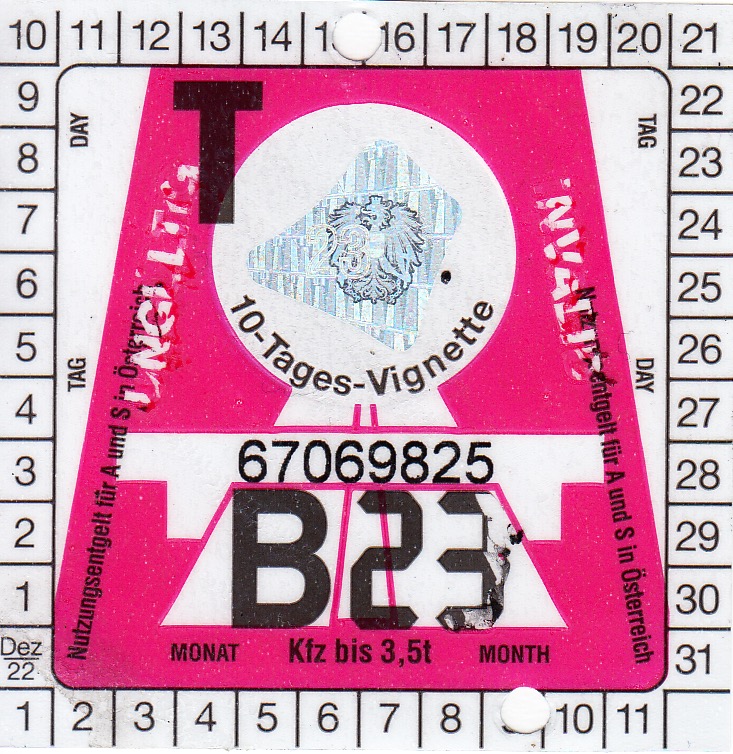 10 11 12 13 14 16 17 18 19 20 21
9 22
T
DAY TAG
8 23
7 24
23
6 25
10-Tages-Vignette
5 26
TAG DAY
4 27
67069825
3 28
B23
2 29
Nutzungsentgelt für A und S in Österreich
Nutzungsentgelt für A und S in Österreich
UNGÜLTIG
INVALID
1 30
MONAT Kfz bis 3,5t MONTH
Dez 31
22
1 2 3 4 5 6 7 8 10 11